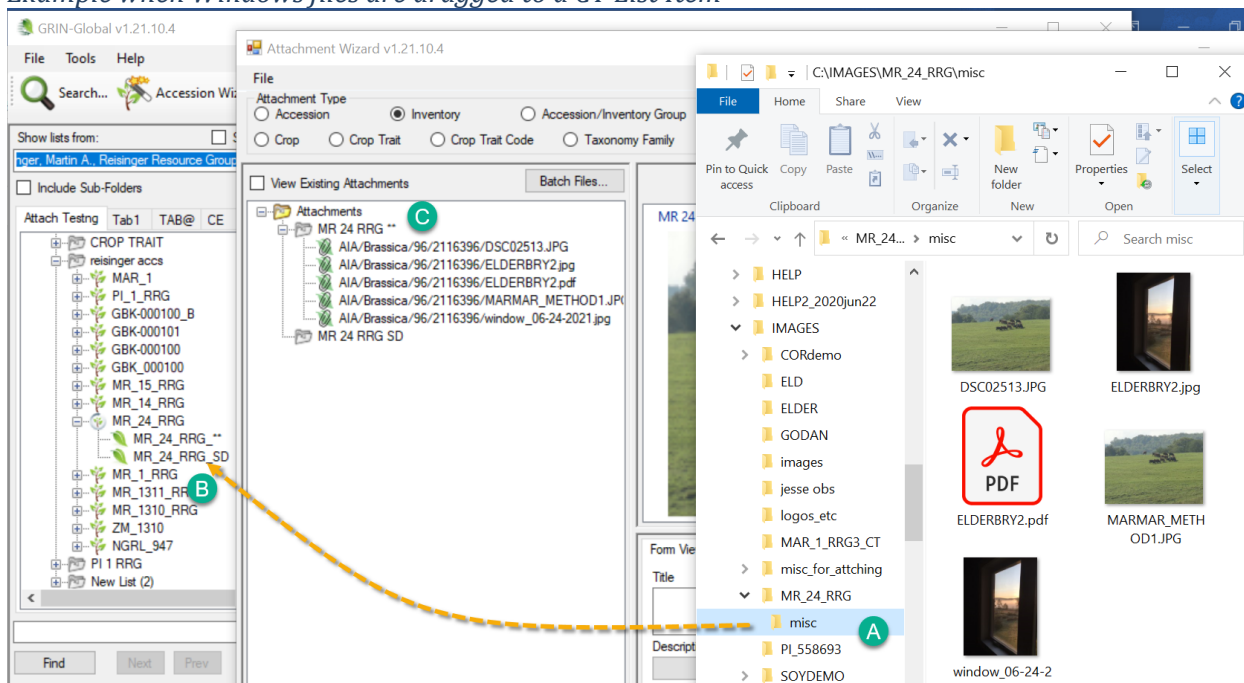 Example when Windows files are dragged to a CT List Item
GRIN-Global v1.21.10.4
File Tools Help
Search... Accession Wi
Show lists from:
nger, Martin A., Reisinger Resource Group
Include Sub-Folders
Attach Testng Tab1 TAB@ CE
CROP TRAIT
reisinger accs
MAR_1
PI_1_RRG
GBK-000100_B
GBK-000101
GBK-000100
GBK_000100
MR_15_RRG
MR_14_RRG
MR_24_RRG
MR_24_RRG_**
MR_24_RRG_SD
MR_1_RRG
MR_1311_RR
B
MR_1310_RRG
ZM_1310
NGRL_947
PI 1 RRG
New List (2)
Find Next Prev
Attachment Wizard v1.21.10.4
File
Attachment Type
Accession Inventory Accession/Inventory Group
Crop Crop Trait Crop Trait Code Taxonomy Family
View Existing Attachments Batch Files...
Attachments
C
MR 24 RRG **
AIA/Brassica/96/2116396/DSC02513.JPG
AIA/Brassica/96/2116396/ELDERBRY2.jpg
AIA/Brassica/96/2116396/ELDERBRY2.pdf
AIA/Brassica/96/2116396/MARMAR_METHOD1.JP
AIA/Brassica/96/2116396/window_06-24-2021.jpg
MR 24 RRG SD
MR 24
Form Vie
Title
Descript
C:\IMAGES\MR_24_RRG\misc
File Home Share View
Pin to Quick access
Copy
Paste
New folder
Properties
Select
Clipboard Organize New Open
« MR_24... > misc
Search misc
HELP
HELP2_2020jun22
IMAGES
CORdemo
ELD
ELDER
GODAN
images
jesse obs
logos_etc
MAR_1_RRG3_CT
misc_for_attching
MR_24_RRG
misc
A
PI_558693
SOYDEMO
DSC02513.JPG ELDERBRY2.jpg
PDF
ELDERBRY2.pdf MARMAR_METH
OD1.JPG
window_06-24-2